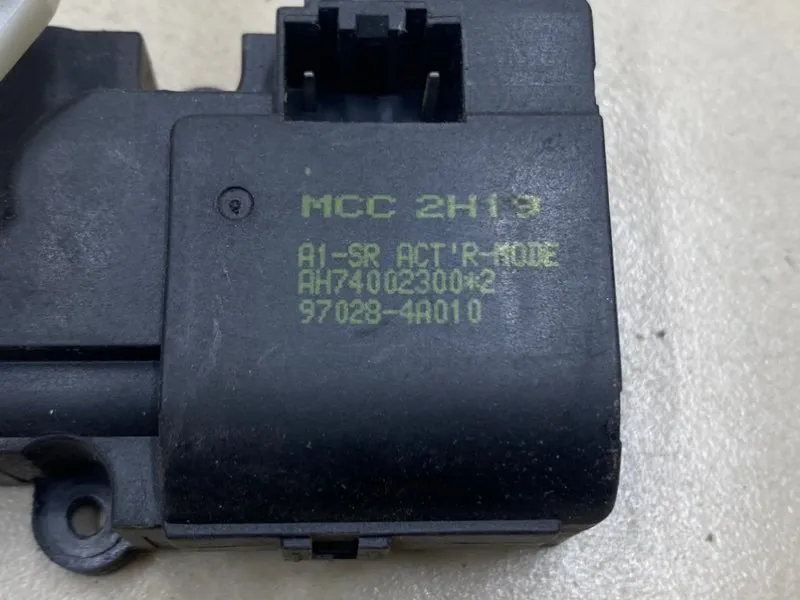 MCC 2H19
A1-SR ACT'R-MODE
AH74002300*2
97028-4A010